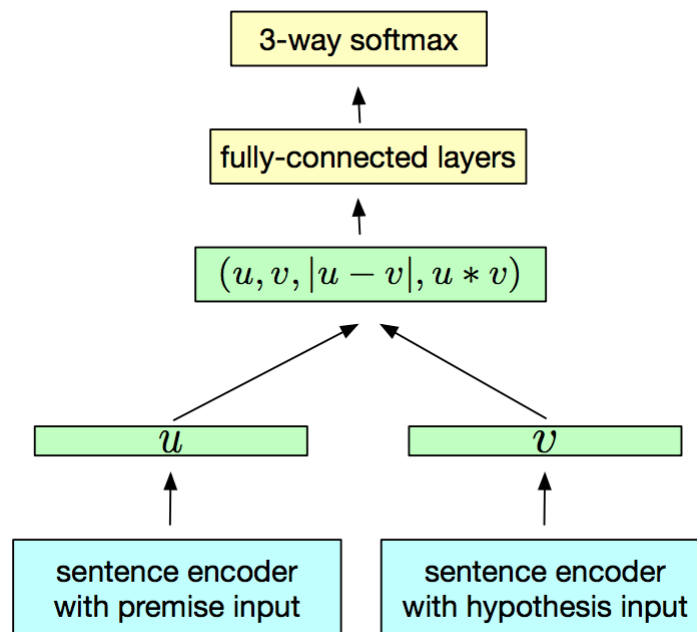 3-way softmax
fully-connected layers
(u, v, |u − v|, u ∗ v)
u
v
sentence encoder
with premise input
sentence encoder
with hypothesis input